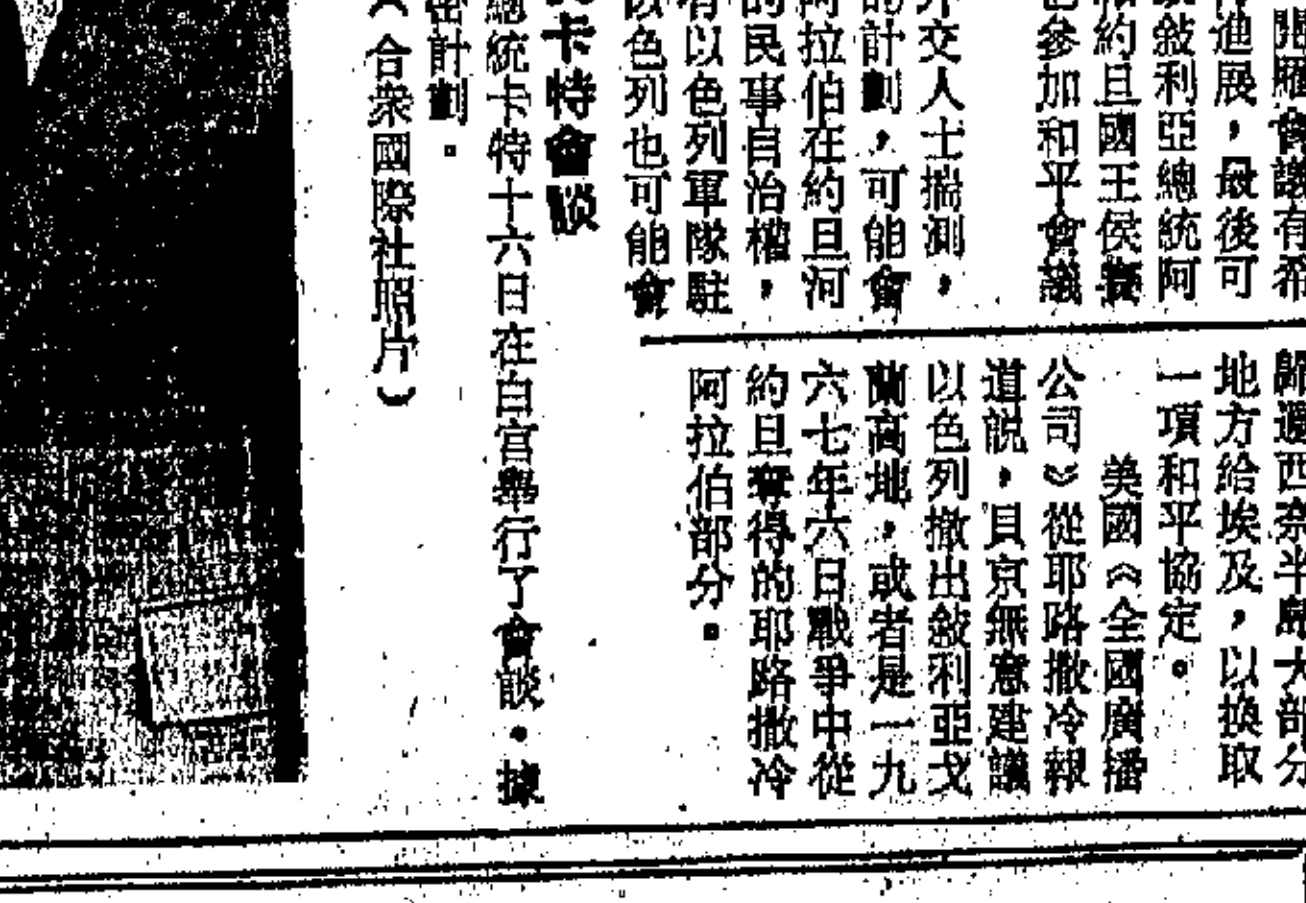 羅會議有希
進展，最後可
敍利亞總統阿
和約旦國王侯賽
參加和平會議
交人士揣測，
的計劃，可能會
阿拉伯在約旦河
的民事自治權，
有以色列軍隊駐
以色列也可能會
歸還西奈半島大部分
地方給埃及，以換取
一項和平協定。
美國《全國廣播
公司》從耶路撒冷報
道說，貝京無意建議
以色列撤出敍利亞戈
蘭高地，或者是一九
六七年六日戰爭中從
約旦奪得的耶路撒冷
阿拉伯部分。
卡特會談
總統卡特十六日在白宮舉行了會談。據
密計劃。
（合衆國際社照片）